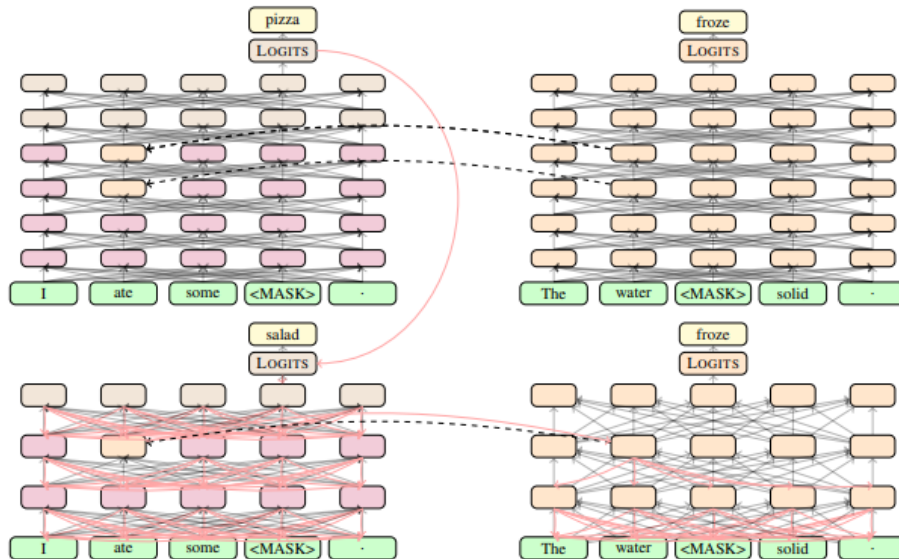 pizza froze
LOGITS LOGITS
I ate some <MASK> . The water <MASK> solid .
salad froze
LOGITS LOGITS
I ate some <MASK> . The water <MASK> solid .